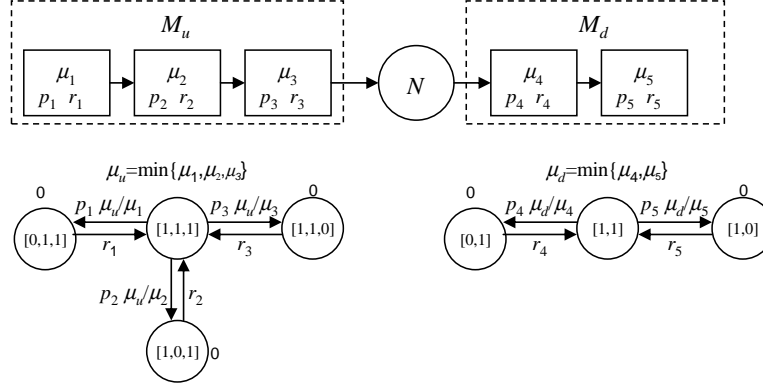 M_u M_d
μ_1 μ_2 μ_3 N μ_4 μ_5
p_1 r_1 p_2 r_2 p_3 r_3 p_4 r_4 p_5 r_5
μ_u=min{μ_1,μ_2,μ_3} μ_d=min{μ_4,μ_5}
0 0 0 0
p_1 μ_u/μ_1 p_3 μ_u/μ_3 p_4 μ_d/μ_4 p_5 μ_d/μ_5
[0,1,1] [1,1,1] [1,1,0] [0,1] [1,1] [1,0]
r_1 r_3 r_4 r_5
p_2 μ_u/μ_2 r_2
[1,0,1] 0